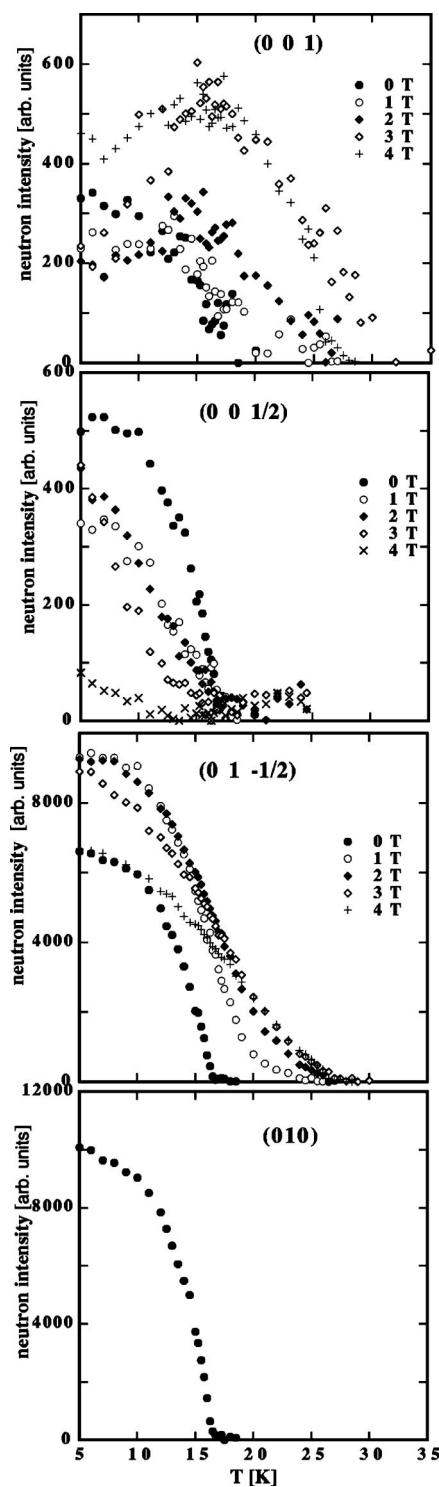 600
(0 0 1)
0 T
1 T
2 T
3 T
4 T
400
200
0
neutron intensity [arb. units]
600
(0 0 1/2)
0 T
1 T
2 T
3 T
4 T
400
200
0
neutron intensity [arb. units]
(0 1 -1/2)
8000
0 T
1 T
2 T
3 T
4 T
4000
0
neutron intensity [arb. units]
12000
(010)
8000
4000
0
neutron intensity [arb. units]
5 10 15 20 25 30 35
T [K]